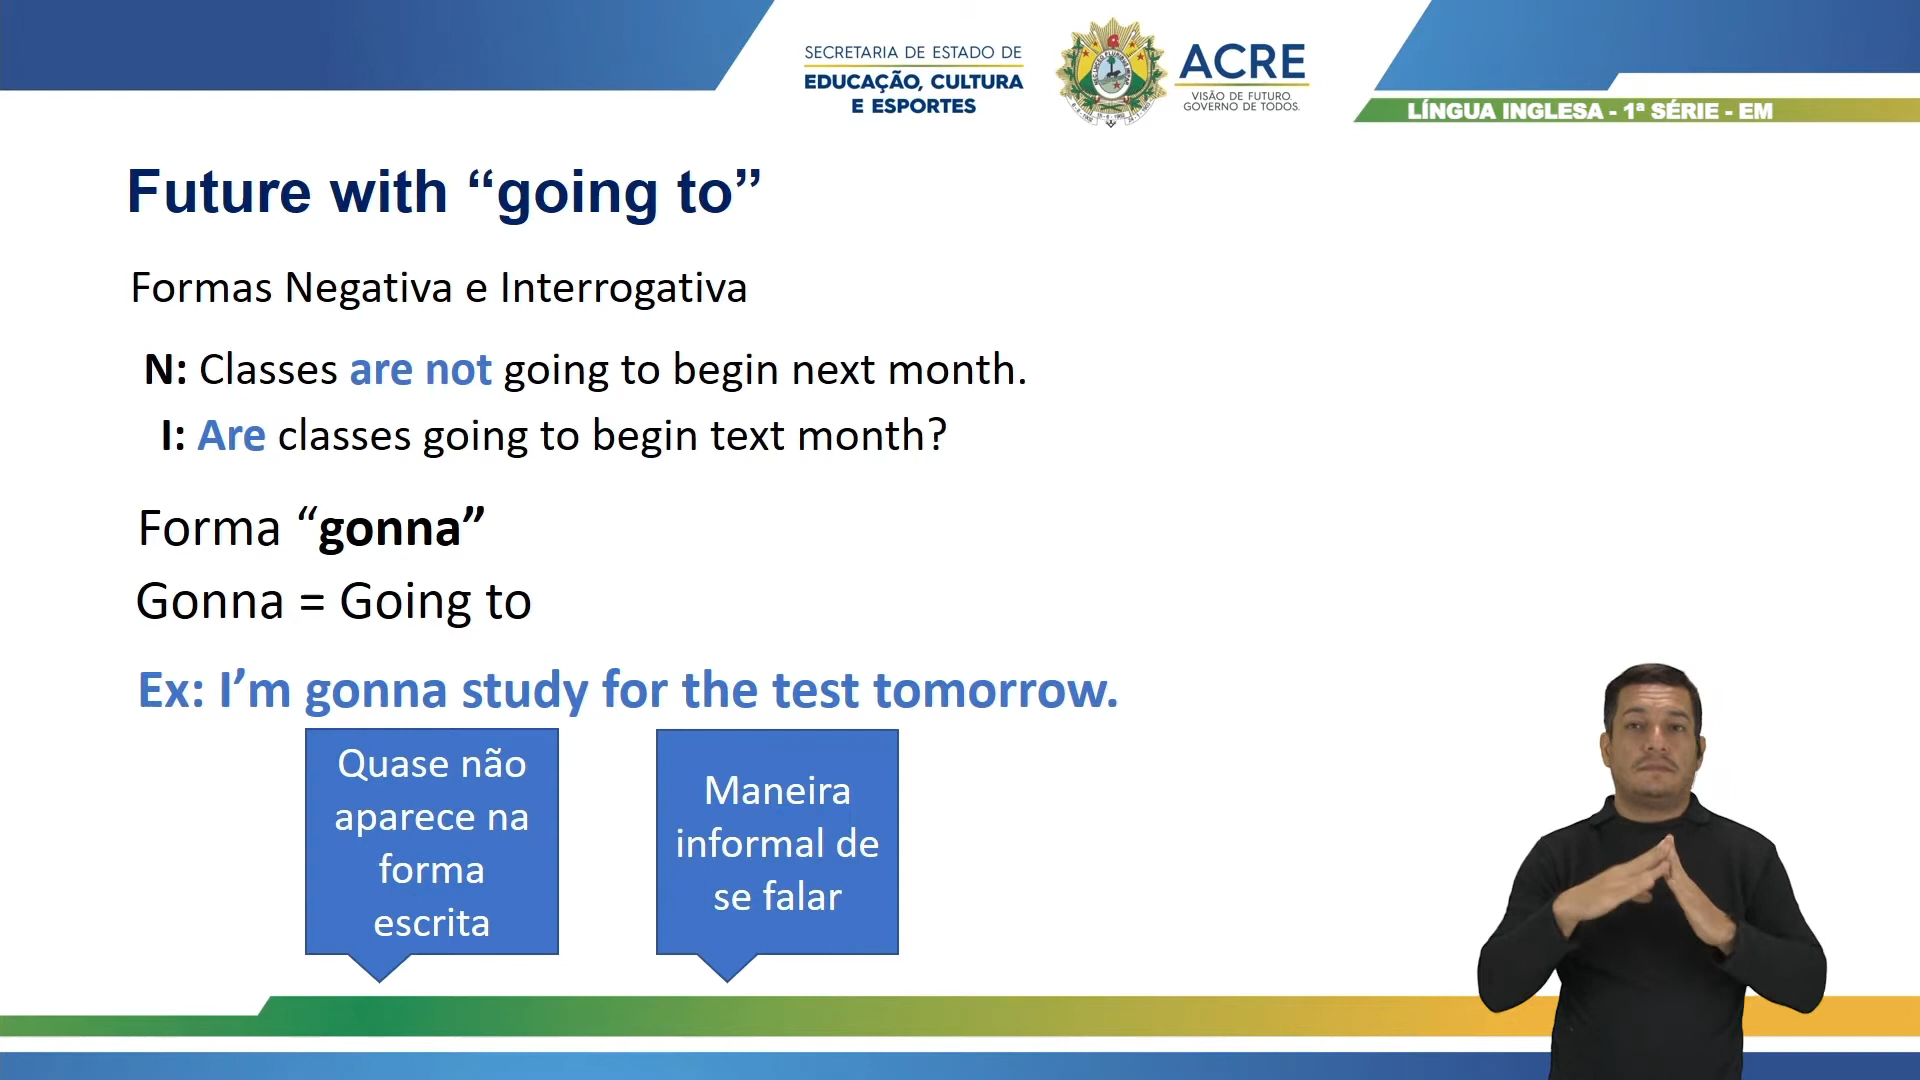 SECRETARIA DE ESTADO DE
EDUCAÇÃO, CULTURA
E ESPORTES
ACRE
VISÃO DE FUTURO.
GOVERNO DE TODOS.
LÍNGUA INGLESA - 1ª SÉRIE - EM
Future with “going to”
Formas Negativa e Interrogativa
N: Classes are not going to begin next month.
I: Are classes going to begin text month?
Forma “gonna”
Gonna = Going to
Ex: I’m gonna study for the test tomorrow.
Quase não
aparece na
forma
escrita
Maneira
informal de
se falar